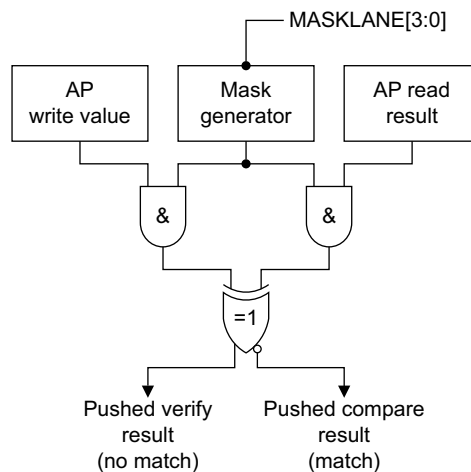 MASKLANE[3:0]
AP
write value
Mask
generator
AP read
result
&
&
=1
Pushed verify
result
(no match)
Pushed compare
result
(match)